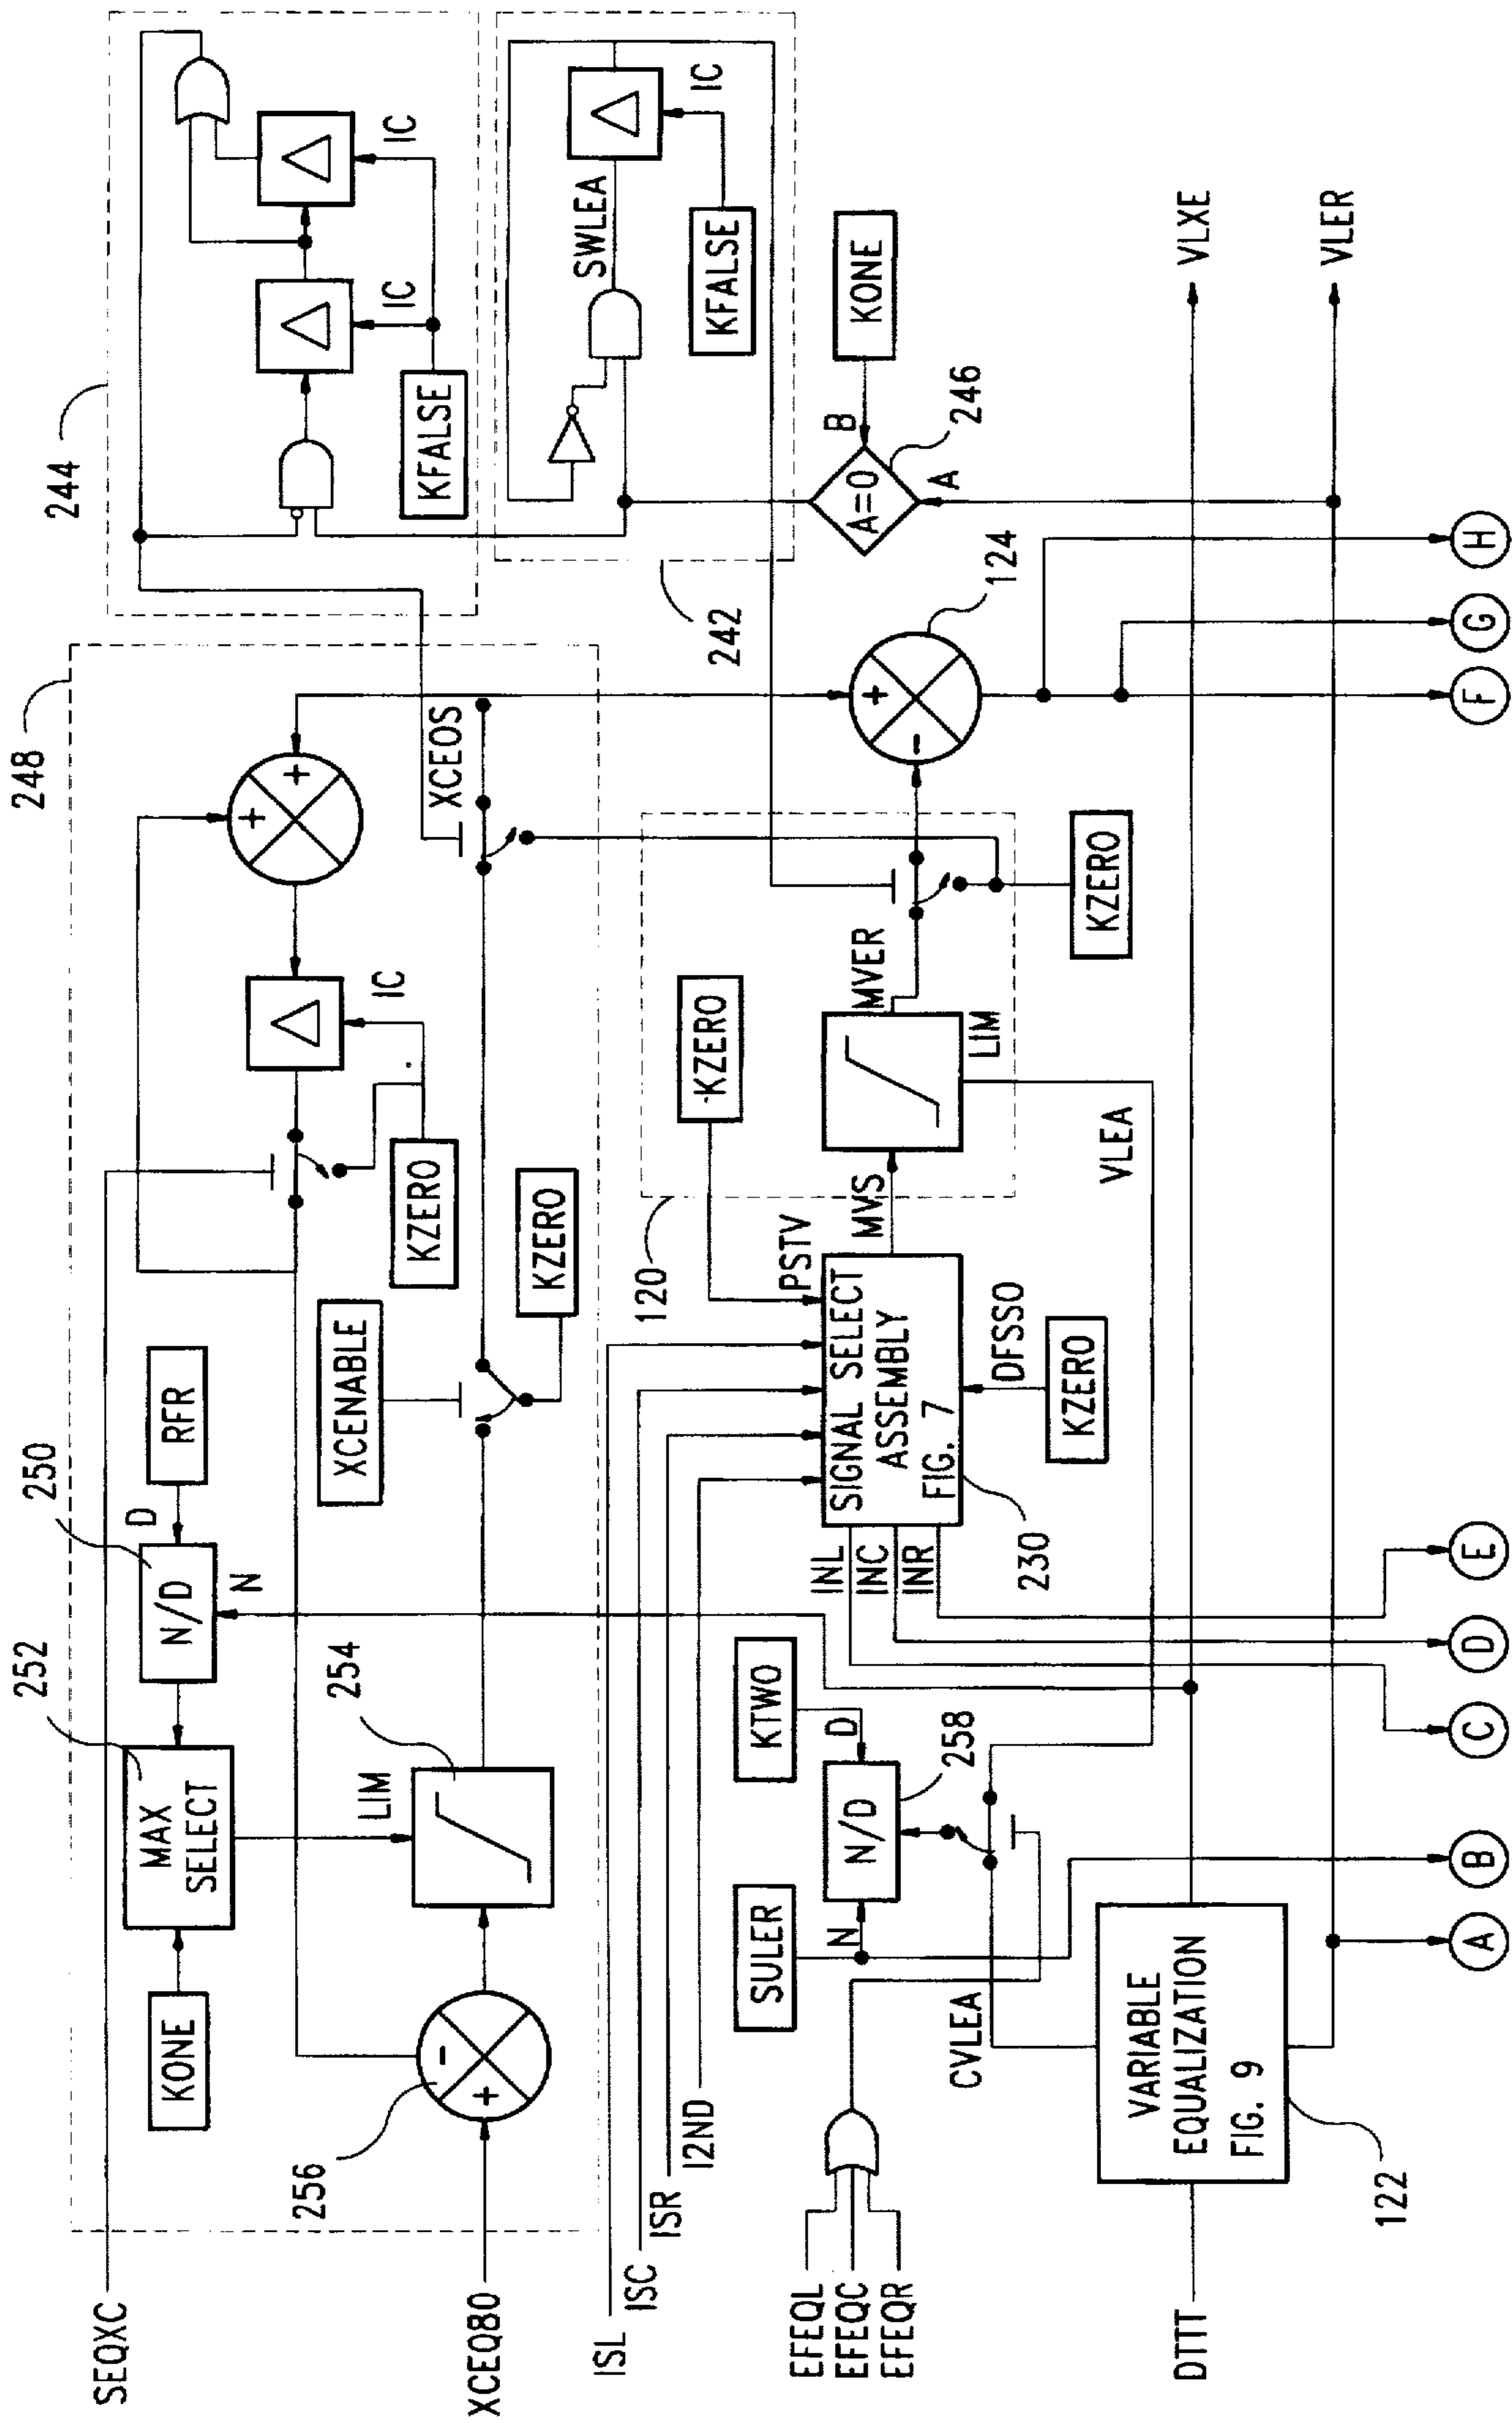 SEQXC
XCEQ80
ISL
ISC
ISR
I2ND
EFEQL
EFEQC
EFEQR
DTTT
248
250
252
KONE
MAX
SELECT
N/D
D
N
RFR
LIM
254
256
+
-
XCENABLE
KZERO
KZERO
IC
+
+
XCEOS
244
KFALSE
IC
IC
242
SWLEA
KFALSE
IC
KONE
B
A=0
A
246
124
+
-
120
-KZERO
PSTV
MVS
MVER
LIM
KZERO
SIGNAL SELECT
ASSEMBLY
FIG. 7
INL
INC
INR
230
DFSSO
KZERO
VLEA
SULER
N
N/D
D
KTWO
258
CVLEA
VARIABLE
EQUALIZATION
FIG. 9
122
VLXE
VLER
A
B
C
D
E
F
G
H